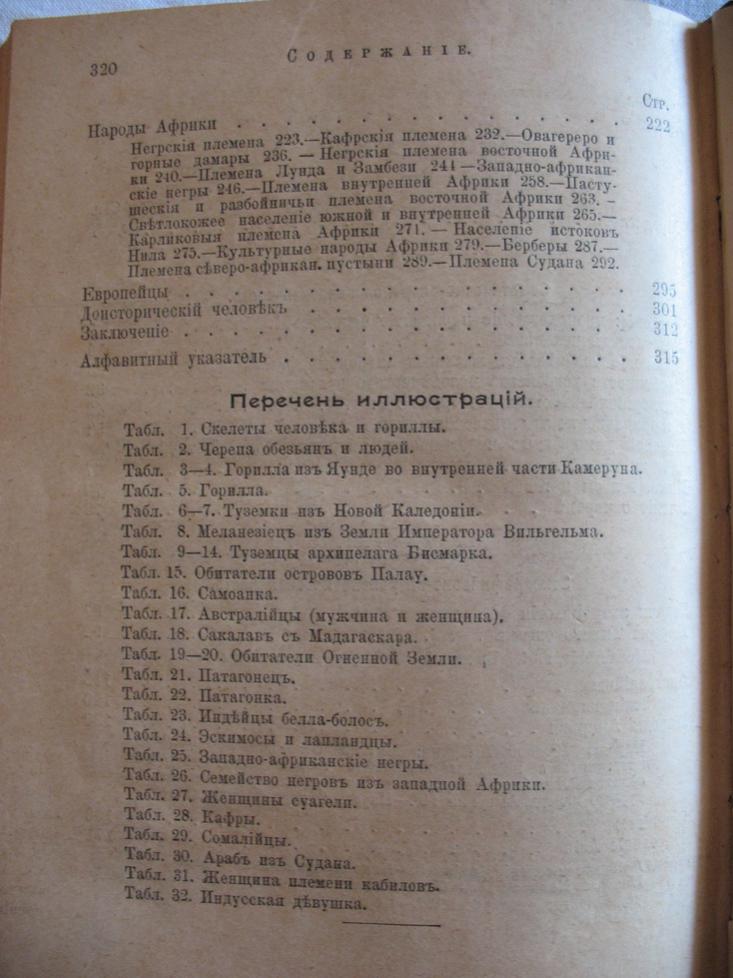 320
Содержаніе.
Стр.
Народы Африки . . . . . . . . . . . . . . . . 222
Негрскія племена 223.—Кафрскія племена 232.—Овагереро и
горные дамары 236. — Негрскія племена восточной Афри-
ки 240.—Племена Лунда и Замбези 244 —Западно-африкан-
скіе негры 246.—Племена внутренней Африки 258.—Пасту-
шескія и разбойничьи племена восточной Африки 263. -
Свѣтлокожее населеніе южной и внутренней Африки 265.—
Карликовыя племена Африки 271. — Населеніе истоковъ
Нила 275.—Культурные народы Африки 279.—Берберы 287.—
Племена сѣверо-африкан. пустыни 289.—Племена Судана 292.
Европейцы . . . . . . . . . . . . . . . . . 295
Доисторическій человѣкъ . . . . . . . . . . . . 301
Заключеніе . . . . . . . . . . . . . . . . . 312
Алфавитный указатель . . . . . . . . . . . . . 315
Перечень иллюстрацій.
Табл. 1. Скелеты человѣка и гориллы.
Табл. 2. Черепа обезьянъ и людей.
Табл. 3—4. Горилла изъ Яунде во внутренней части Камеруна.
Табл. 5. Горилла.
Табл. 6—7. Туземки изъ Новой Каледоніи.
Табл. 8. Меланезіецъ изъ Земли Императора Вильгельма.
Табл. 9—14. Туземцы архипелага Бисмарка.
Табл. 15. Обитатели острововъ Палау.
Табл. 16. Самоанка.
Табл. 17. Австралійцы (мужчина и женщина).
Табл. 18. Сакалавъ съ Мадагаскара.
Табл. 19—20. Обитатели Огненной Земли.
Табл. 21. Патагонецъ.
Табл. 22. Патагонка.
Табл. 23. Индѣйцы белла-болосъ.
Табл. 24. Эскимосы и лапландцы.
Табл. 25. Западно-африканскіе негры.
Табл. 26. Семейство негровъ изъ западной Африки.
Табл. 27. Женщины суагели.
Табл. 28. Кафры.
Табл. 29. Сомалійцы.
Табл. 30. Арабъ изъ Судана.
Табл. 31. Женщина племени кабиловъ.
Табл. 32. Индусская дѣвушка.